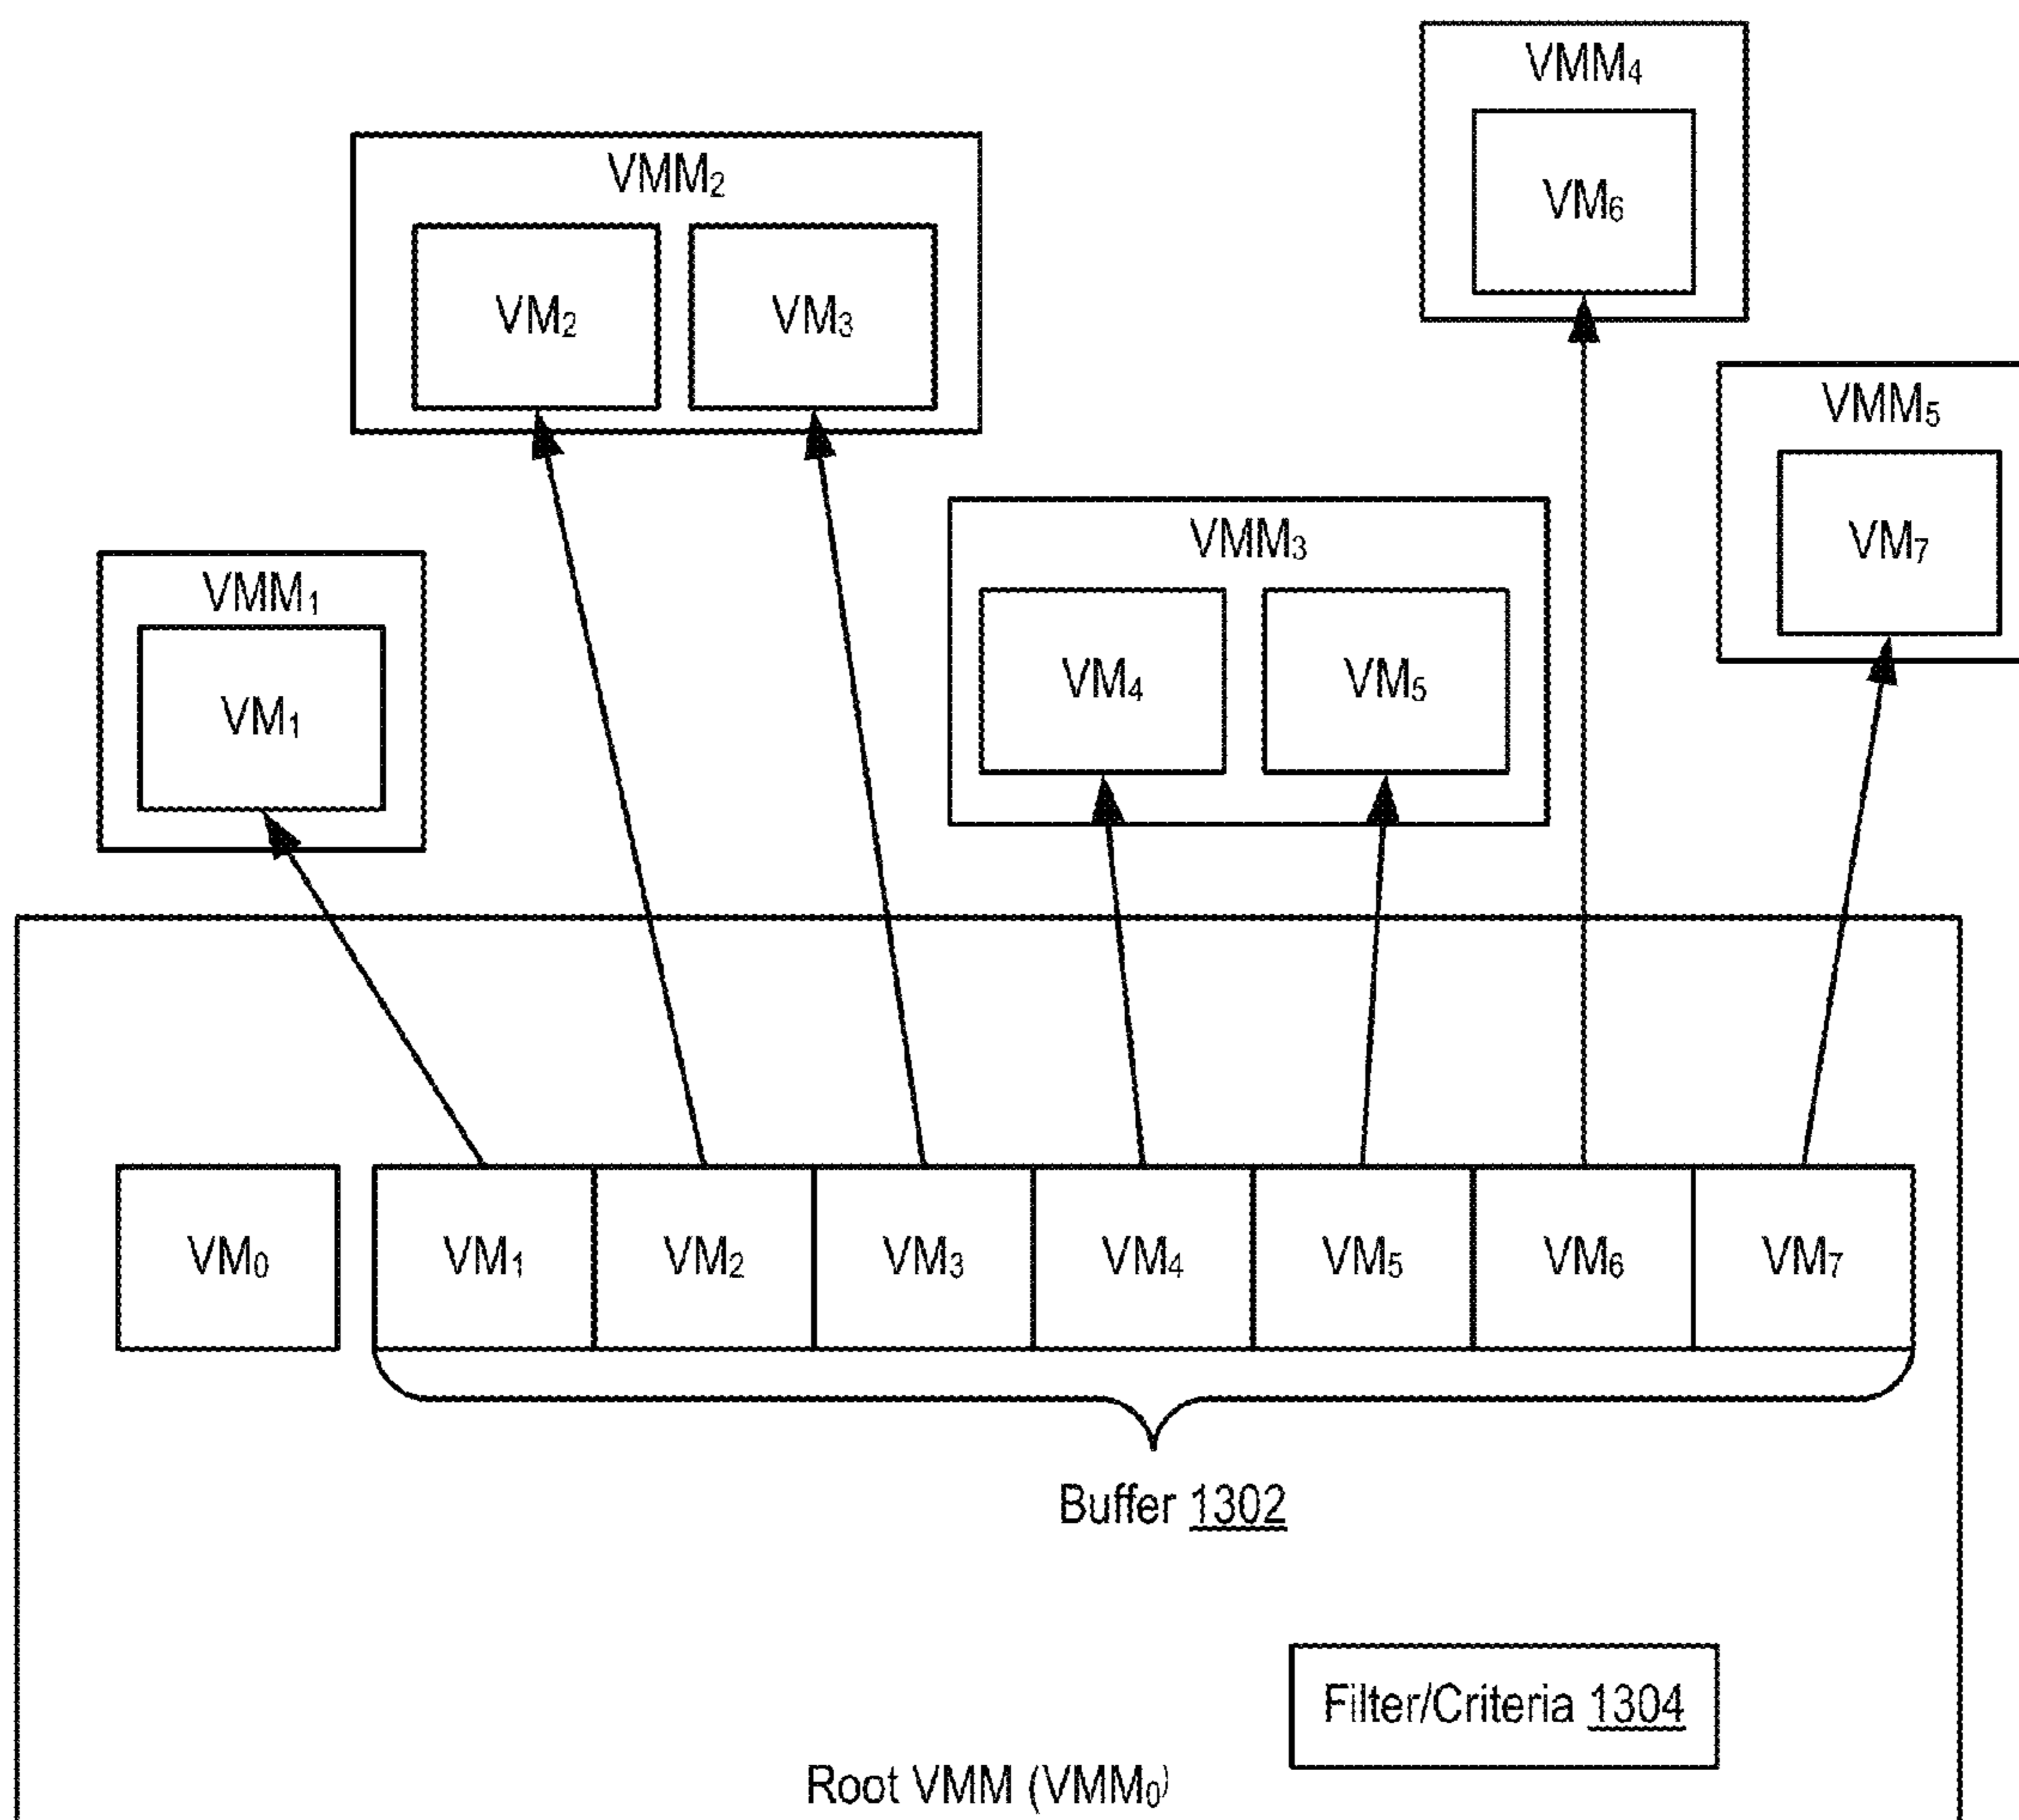 VMM₄
VM₆
VMM₂
VM₂ VM₃
VMM₅
VM₇
VMM₃
VM₄ VM₅
VMM₁
VM₁
VM₀ VM₁ VM₂ VM₃ VM₄ VM₅ VM₆ VM₇
Buffer 1302
Filter/Criteria 1304
Root VMM (VMM₀)